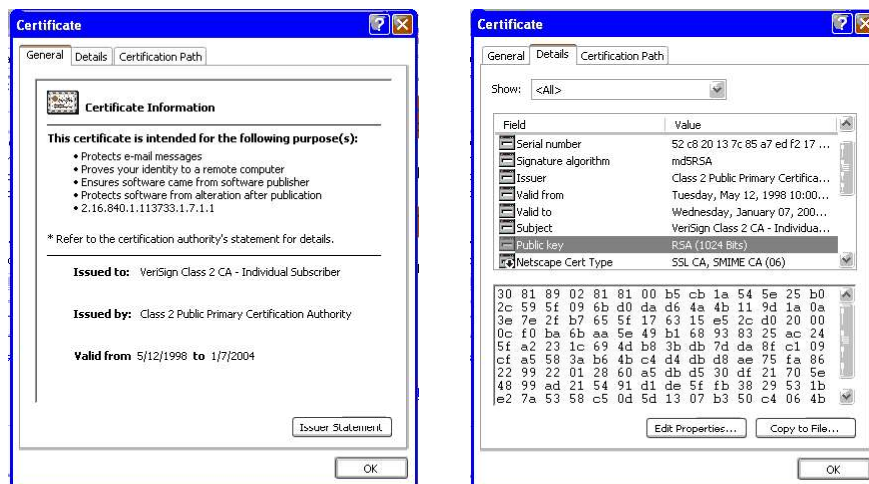 Certificate
General Details Certification Path
Certificate Information
This certificate is intended for the following purpose(s):
• Protects e-mail messages
• Proves your identity to a remote computer
• Ensures software came from software publisher
• Protects software from alteration after publication
• 2.16.840.1.113733.1.7.1.1
* Refer to the certification authority's statement for details.
Issued to: VeriSign Class 2 CA - Individual Subscriber
Issued by: Class 2 Public Primary Certification Authority
Valid from 5/12/1998 to 1/7/2004
Issuer Statement
OK
Certificate
General Details Certification Path
Show: <All>
Field Value
Serial number 52 c8 20 13 7c 85 a7 ed f2 17 ...
Signature algorithm md5RSA
Issuer Class 2 Public Primary Certifica...
Valid from Tuesday, May 12, 1998 10:00...
Valid to Wednesday, January 07, 200...
Subject VeriSign Class 2 CA - Individua...
Public key RSA (1024 Bits)
Netscape Cert Type SSL CA, SMIME CA (06)
30 81 89 02 81 81 00 b5 cb 1a 54 5e 25 b0
2c 59 5f 09 6b d0 da d6 4a 4b 11 9d 1a 0a
3e 7e 2f b7 65 5f 17 63 15 e5 2c d0 20 00
0c f0 ba 6b aa 5e 49 b1 68 93 83 25 ac 24
5f a2 23 1c 69 4d b8 3b db 7d da 8f c1 09
cf a5 58 3a b6 4b c4 d4 db d8 ae 75 fa 86
22 99 22 01 28 60 a5 db d5 30 df 21 70 5e
48 99 ad 21 54 91 d1 de 5f fb 38 29 53 1b
e2 7a 53 58 c5 0d 5d 13 07 b3 50 c4 06 4b
Edit Properties... Copy to File...
OK